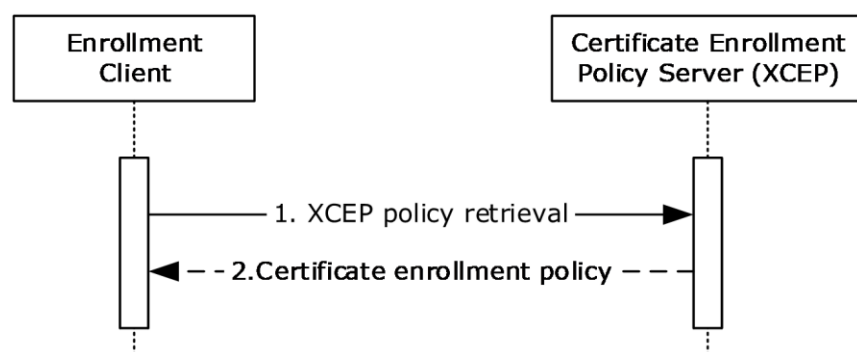 Enrollment
Client
Certificate Enrollment
Policy Server (XCEP)
1. XCEP policy retrieval
2.Certificate enrollment policy